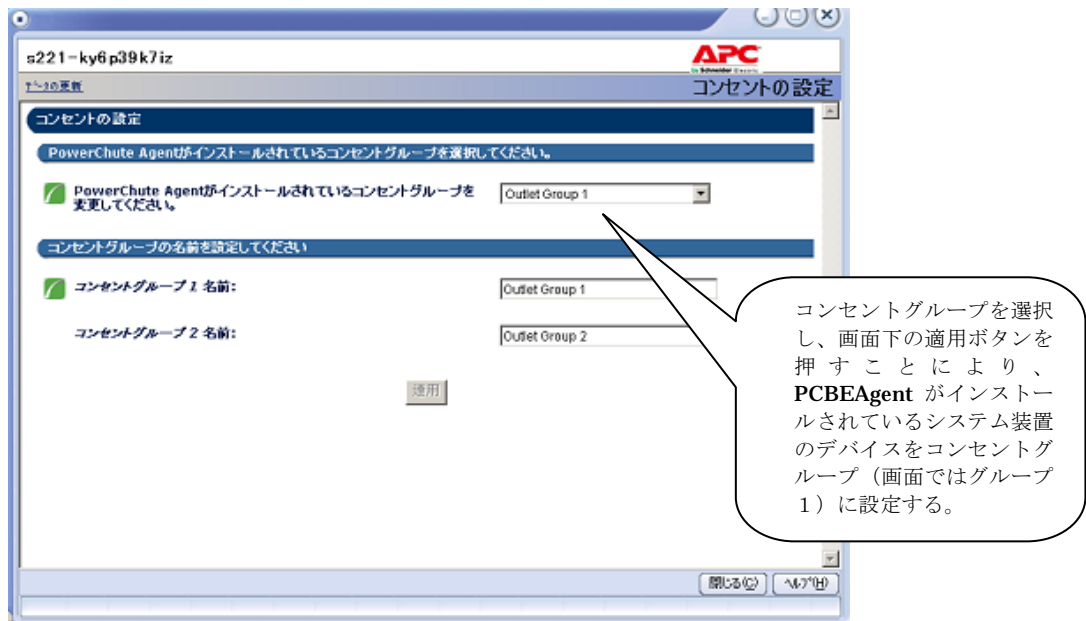 s221-ky6p39k7iz
APC
by Schneider Electric
ﾃﾞｰﾀの更新
コンセントの設定
コンセントの設定
PowerChute Agentがインストールされているコンセントグループを選択してください。
PowerChute Agentがインストールされているコンセントグループを
変更してください。
Outlet Group 1
コンセントグループの名前を設定してください
コンセントグループ 1 名前:
Outlet Group 1
コンセントグループ 2 名前:
Outlet Group 2
適用
コンセントグループを選択
し、画面下の適用ボタンを
押すことにより、
PCBEAgent がインストー
ルされているシステム装置
のデバイスをコンセントグ
ループ（画面ではグループ
１）に設定する。
閉じる(C)
ﾍﾙﾌﾟ(H)